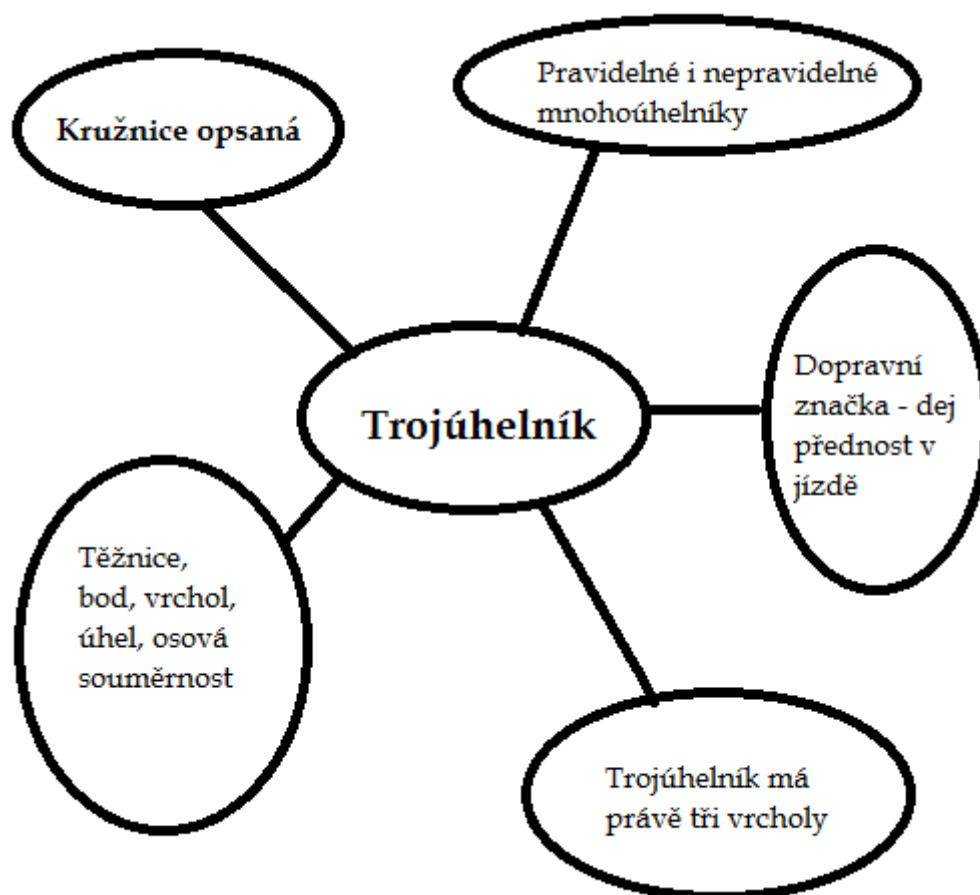 Kružnice opsaná
Pravidelné i nepravidelné
mnohoúhelníky
Trojúhelník
Dopravní
značka - dej
přednost v
jízdě
Těžnice,
bod, vrchol,
úhel, osová
souměrnost
Trojúhelník má
právě tři vrcholy